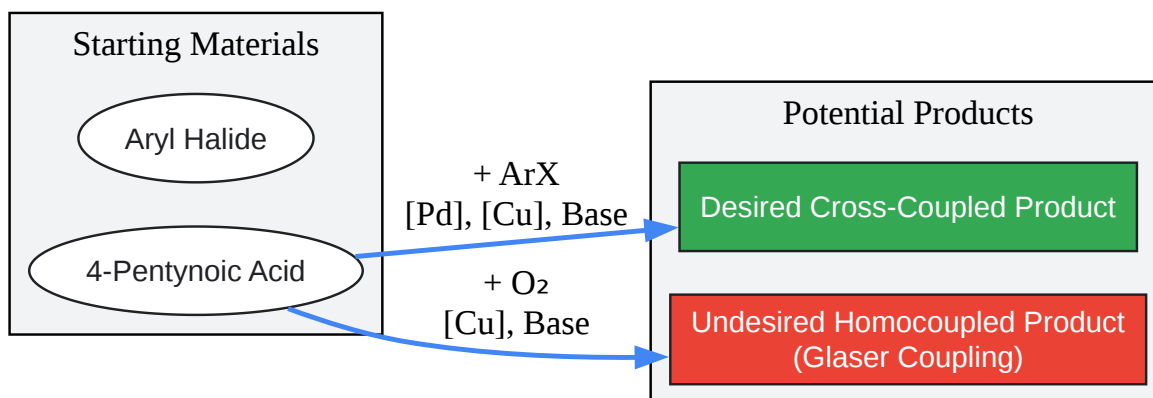 Starting Materials
Aryl Halide
4-Pentynoic Acid
+ ArX
[Pd], [Cu], Base
+ O₂
[Cu], Base
Potential Products
Desired Cross-Coupled Product
Undesired Homocoupled Product
(Glaser Coupling)